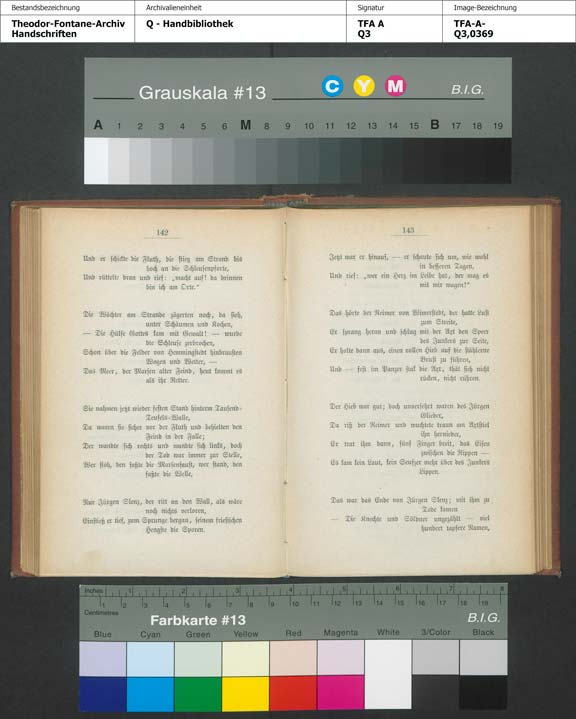 Bestandsbezeichnung
Archivalieneinheit
Signatur
Image-Bezeichnung
Theodor-Fontane-Archiv
Handschriften
Q - Handbibliothek
TFA A
Q3
TFA-A-
Q3,0369
Grauskala #13
C Y M
B.I.G.
A 1 2 3 4 5 6 M 8 9 10 11 12 13 14 15 B 17 18 19
142
Und er schickte die Fluth, die stieg am Strand bis
hoch an die Schleusenpforte,
Und rüttelte dran und rief: „macht auf! da drinnen
bin ich am Orte.“
Die Wächter am Strande zögerten noch, da sieh,
unter Schäumen und Kochen,
— Die Hülfe Gottes kam mit Gewalt! — wurde
die Schleuse zerbrochen,
Schon über die Felder von Hemmingstedt hinbrausten
Wogen und Wetter, —
Das Meer, der Marsen alter Feind, heut kommt es
als ihr Retter.
Sie nahmen jetzt wieder festen Stand hinterm Tausend-
Teufels-Walle,
Da waren sie sicher vor der Fluth und behielten den
Feind in der Falle;
Der wandte sich rechts und wandte sich links, doch
der Tod war immer zur Stelle,
Wer floh, den faßte die Marsenfaust, wer stand, den
faßte die Welle.
Nur Jürgen Slenz, der ritt an den Wall, als wäre
noch nichts verloren,
Einstieß er tief, zum Sprunge bergan, seinem friesischen
Hengste die Sporen.
143
Jetzt war er hinauf, — er schaute sich um, wie wohl
in besseren Tagen,
Und rief: „wer ein Herz im Leibe hat, der mag es
mit mir wagen!“
Das hörte der Reimer von Wimerstedt, der hatte Lust
zum Streite,
Er sprang heran und schlug mit der Axt den Speer
des Junkers zur Seite,
Er holte dann aus, einen vollen Hieb auf die stählerne
Brust zu führen,
Und — fest im Panzer stak die Axt, thät sich nicht
rücken, nicht rühren.
Der Hieb war gut; doch unversehrt waren des Jürgen
Glieder,
Da riß der Reimer und wuchtete traun am Axtstiel
ihn hernieder,
Er trat ihm dann, fünf Finger breit, das Eisen
zwischen die Rippen —
Es kam kein Laut, kein Seufzer mehr über des Junkers
Lippen.
Das war das Ende von Jürgen Slenz; mit ihm zu
Tode kamen
— Die Knechte und Söldner ungezählt — viel
hundert tapfere Namen,
Inches 1 2 3 4 5 6 7 8
Centimetres 1 2 3 4 5 6 7 8 9 10 11 12 13 14 15 16 17 18 19
Farbkarte #13
B.I.G.
Blue Cyan Green Yellow Red Magenta White 3/Color Black